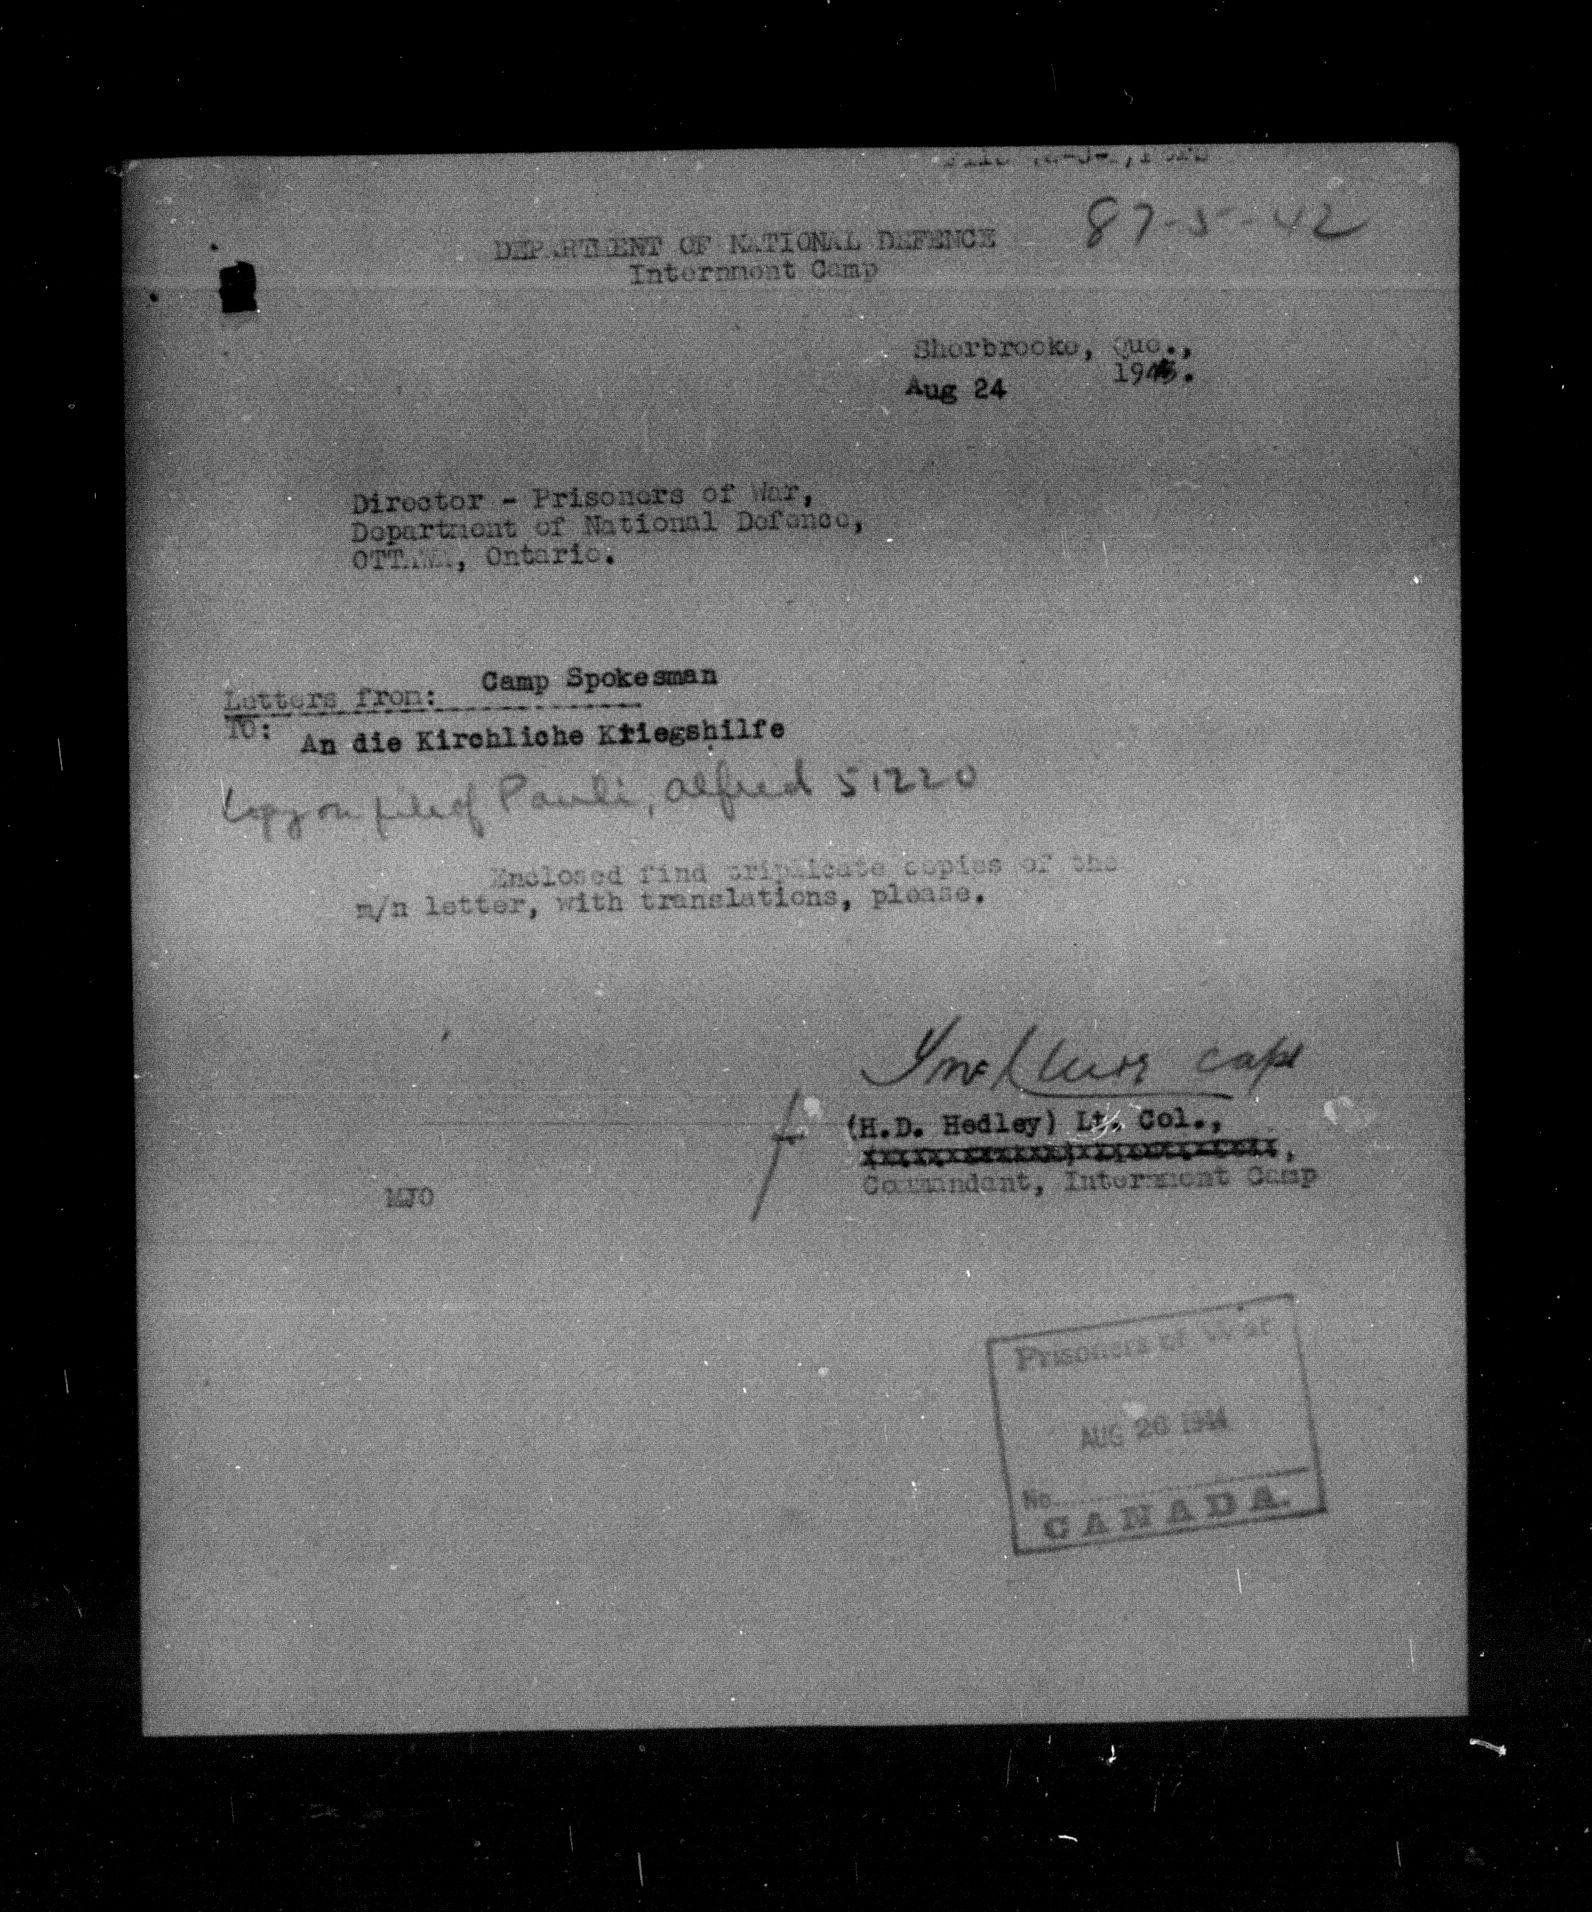 87-5-42
DEPARTMENT OF NATIONAL DEFENCE
Internment Camp
Sherbrooke, Que.,
Aug 24 194
Director - Prisoners of War,
Department of National Defence,
OTTAWA, Ontario.
Camp Spokesman
Letters from:
TO: An die Kirchliche Kriegshilfe
Copy on file of Pauli, Alfred 51220
Enclosed find triplicate copies of the
m/n letter, with translations, please.
Capt
(H.D. Hedley) Lt. Col.,
Commandant, Internment Camp
MJO
Prisoners of War
AUG 26 1944
No.
CANADA.